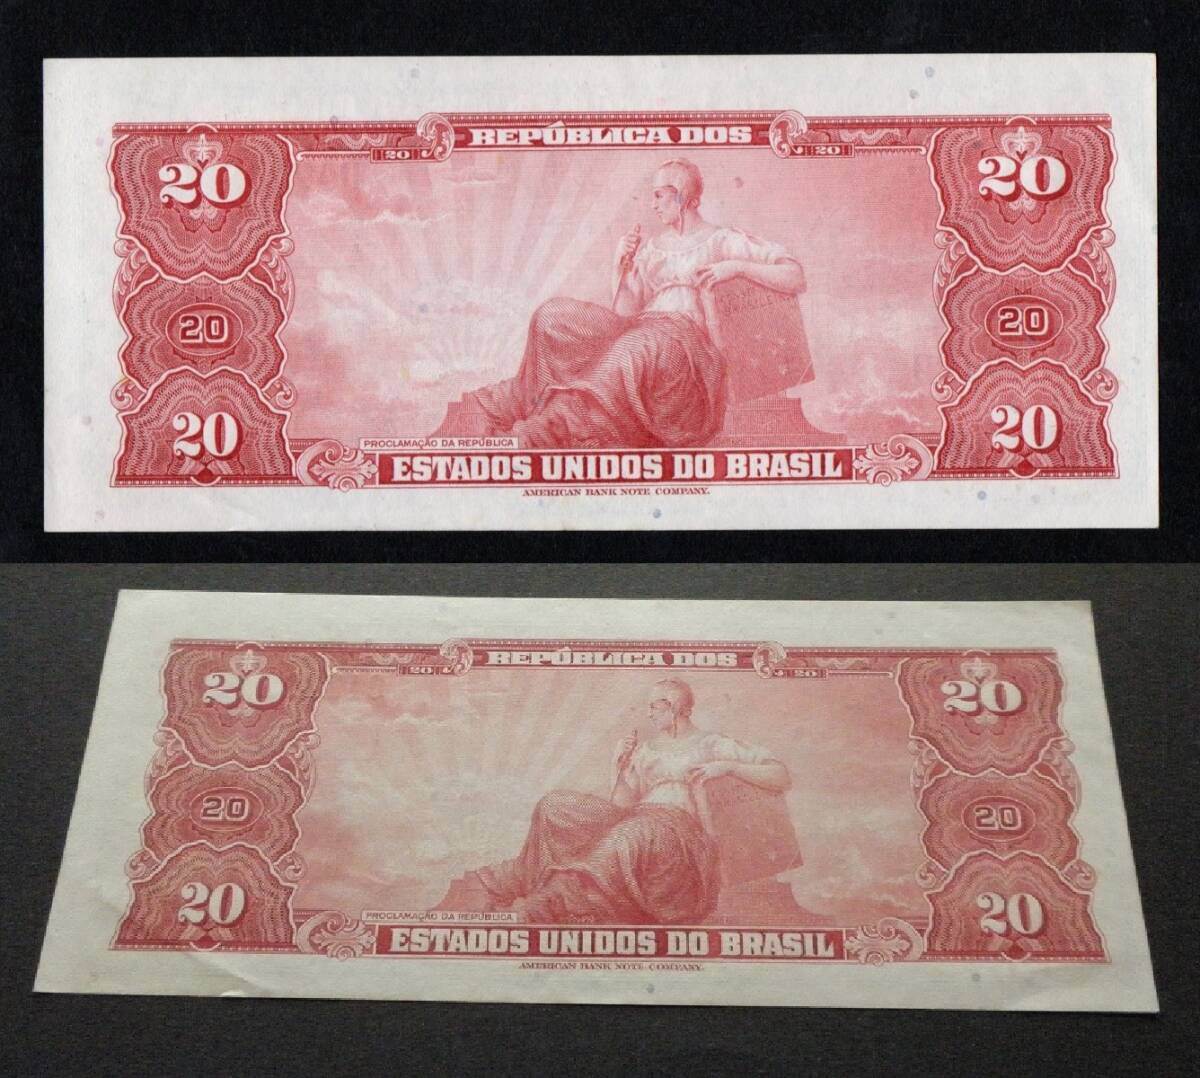 REPÚBLICA DOS
20 20
20 20
20 20
20 20
PROCLAMAÇÃO DA REPÚBLICA
ESTADOS UNIDOS DO BRASIL
AMERICAN BANK NOTE COMPANY.
REPÚBLICA DOS
20 20
20 20
20 20
20 20
PROCLAMAÇÃO DA REPÚBLICA
ESTADOS UNIDOS DO BRASIL
AMERICAN BANK NOTE COMPANY.